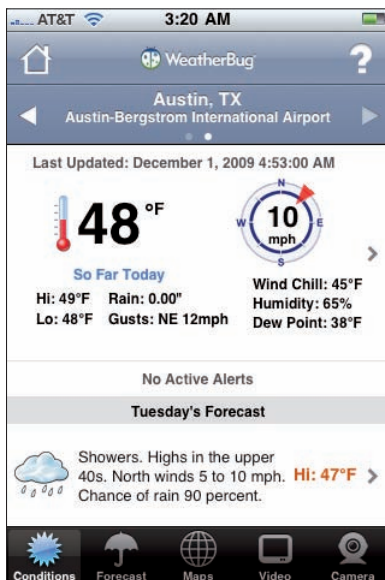 AT&T 3:20 AM
WeatherBug ?
Austin, TX
Austin-Bergstrom International Airport
Last Updated: December 1, 2009 4:53:00 AM
48°F
N
W 10 E
mph
S
So Far Today
Hi: 49°F Rain: 0.00"
Lo: 48°F Gusts: NE 12mph
Wind Chill: 45°F
Humidity: 65%
Dew Point: 38°F
No Active Alerts
Tuesday's Forecast
Showers. Highs in the upper
40s. North winds 5 to 10 mph.
Chance of rain 90 percent.
Hi: 47°F
Conditions Forecast Maps Video Camera